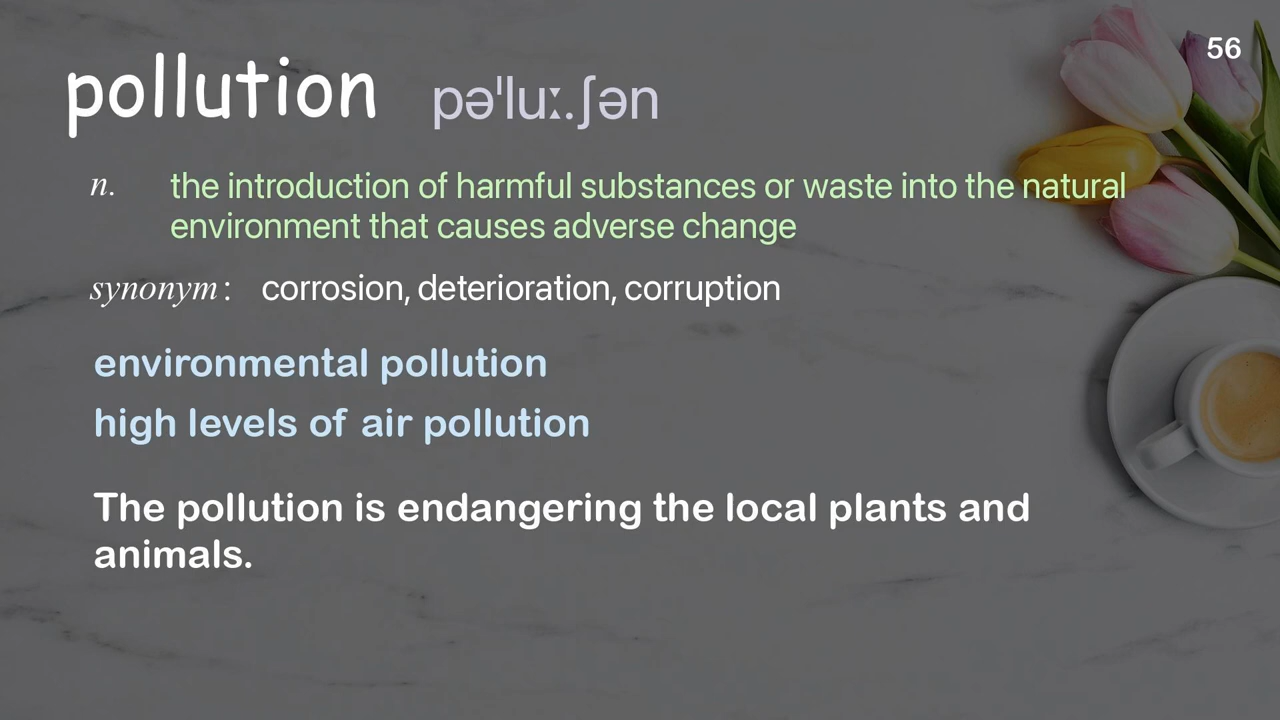 56
pollution pəˈluː.ʃən
n. the introduction of harmful substances or waste into the natural
environment that causes adverse change
synonym: corrosion, deterioration, corruption
environmental pollution
high levels of air pollution
The pollution is endangering the local plants and
animals.